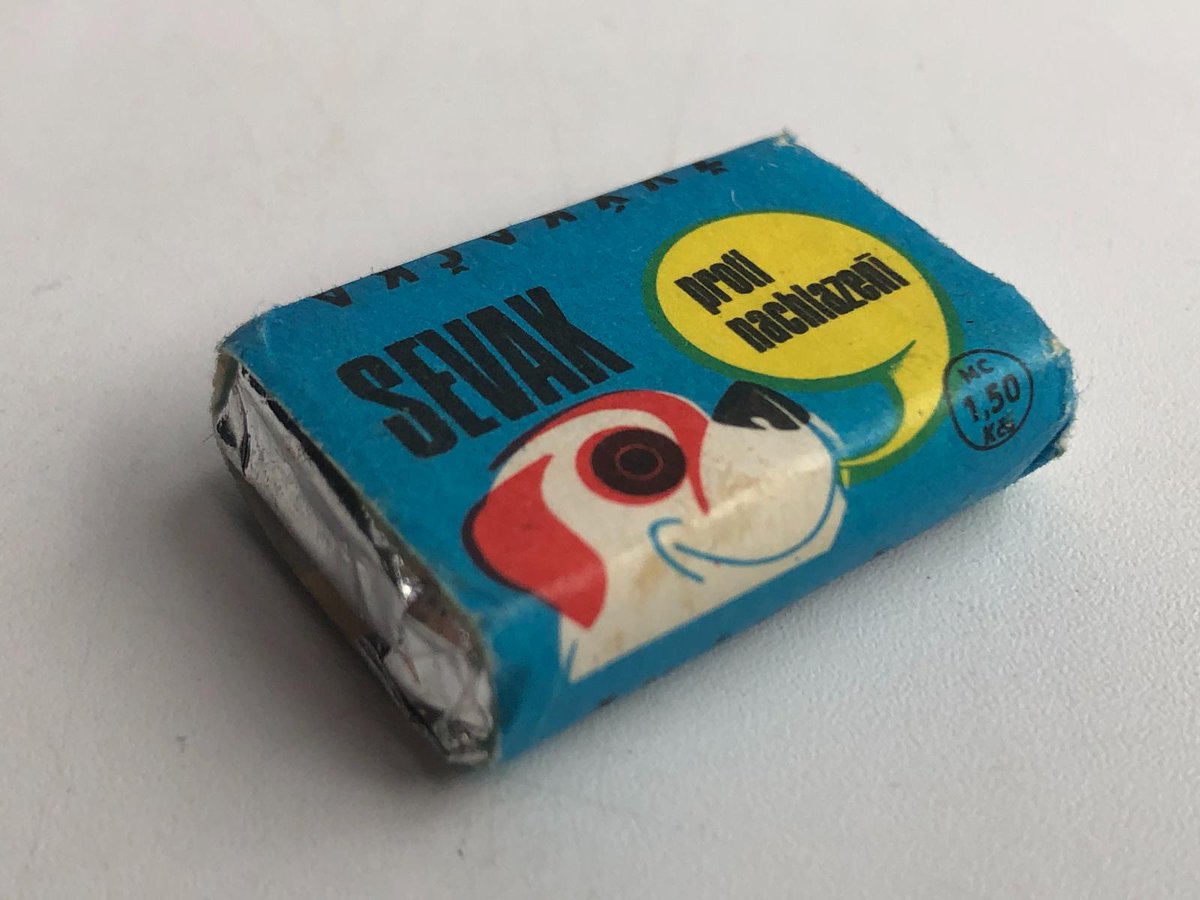 SEVAK
proti
nachlazení
MC
1,50
Kčs